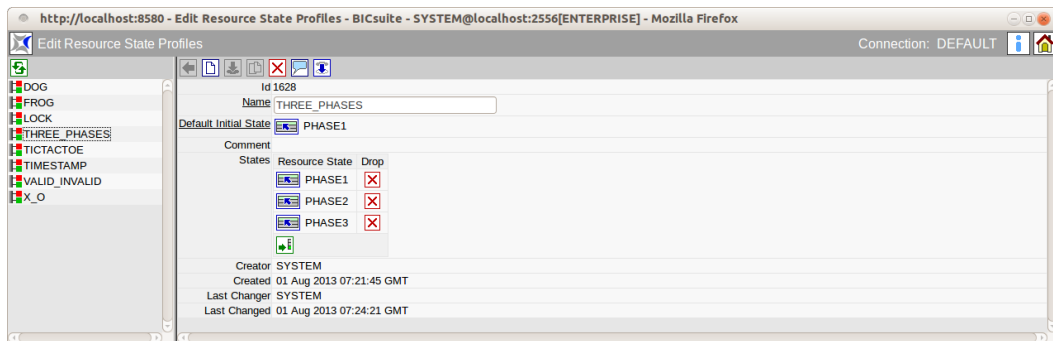 http://localhost:8580 - Edit Resource State Profiles - BICsuite - SYSTEM@localhost:2556[ENTERPRISE] - Mozilla Firefox
Edit Resource State Profiles Connection: DEFAULT
DOG
FROG
LOCK
THREE_PHASES
TICTACTOE
TIMESTAMP
VALID_INVALID
X_O
Id 1628
Name THREE_PHASES
Default Initial State PHASE1
Comment
States Resource State Drop
PHASE1
PHASE2
PHASE3
Creator SYSTEM
Created 01 Aug 2013 07:21:45 GMT
Last Changer SYSTEM
Last Changed 01 Aug 2013 07:24:21 GMT